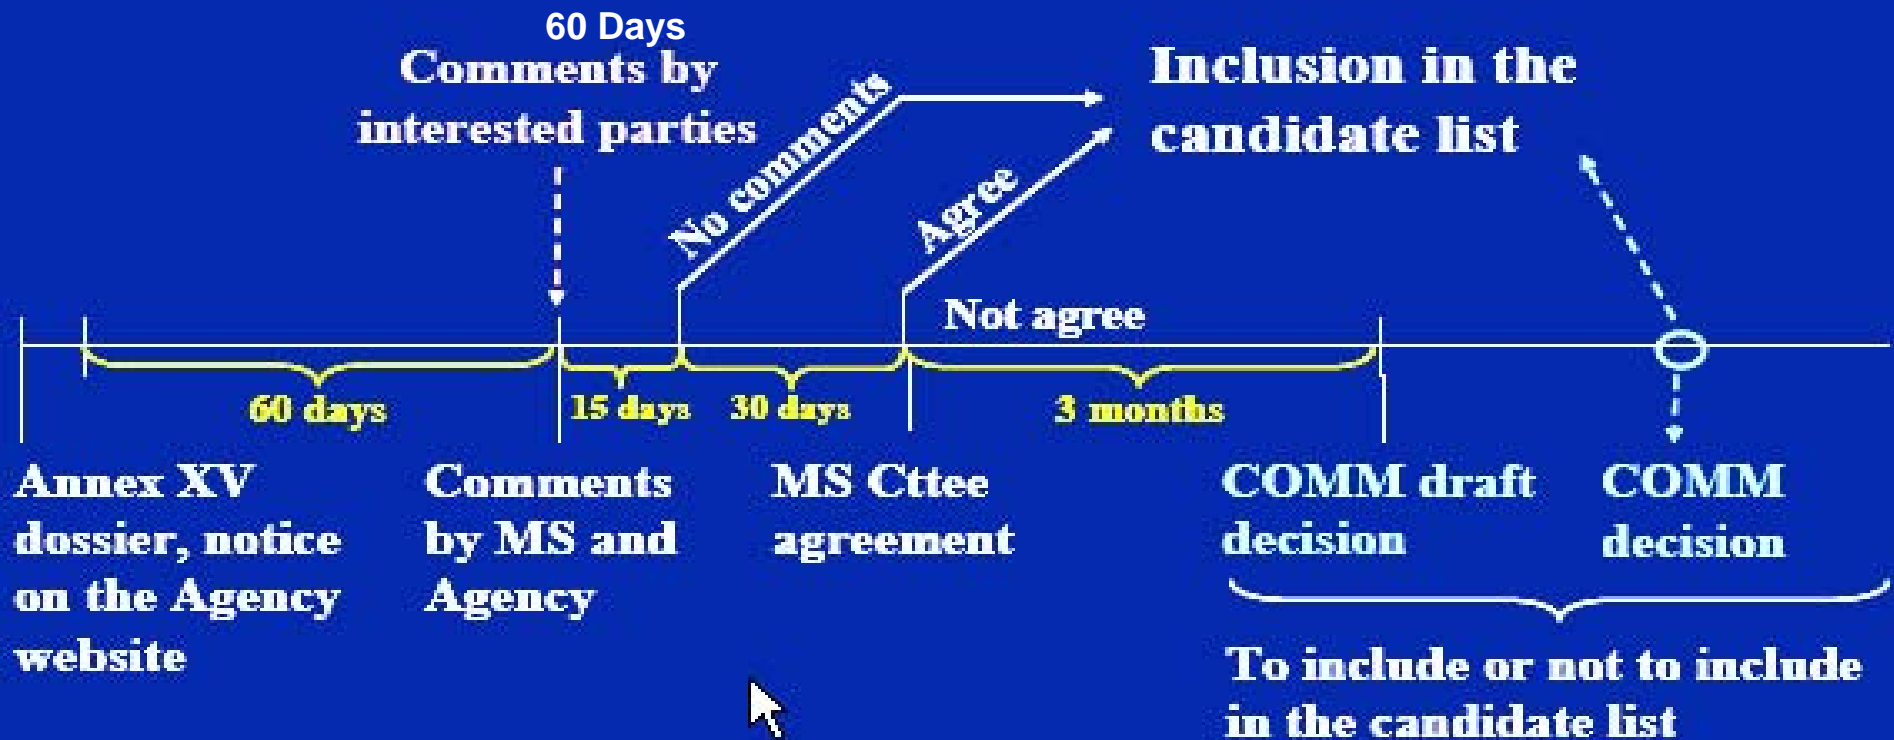 60 Days
Comments by
interested parties
No comments
Agree
Inclusion in the
candidate list
Not agree
60 days
15 days
30 days
3 months
Annex XV
dossier, notice
on the Agency
website
Comments
by MS and
Agency
MS Cttee
agreement
COMM draft
decision
COMM
decision
To include or not to include
in the candidate list